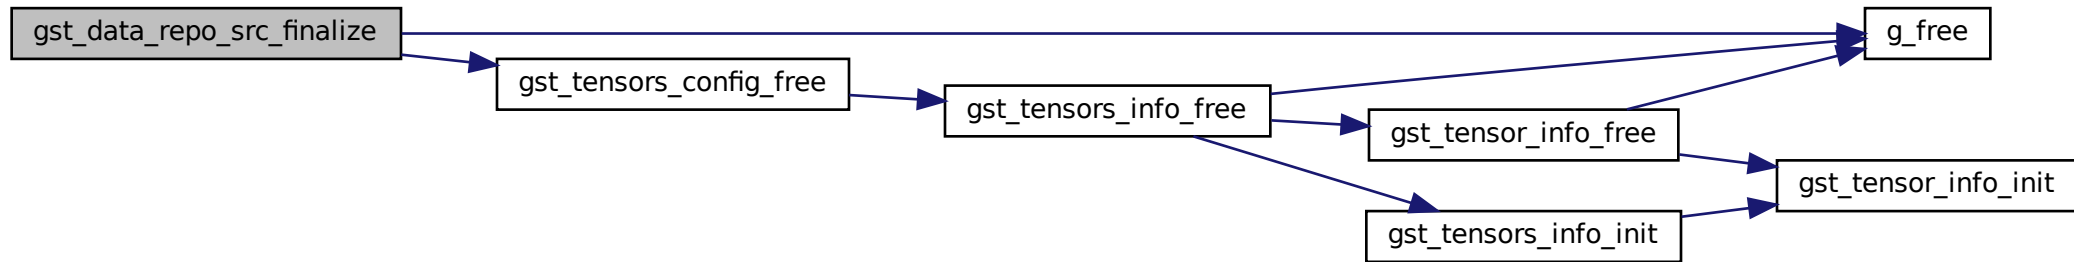 gst_data_repo_src_finalize
g_free
gst_tensors_config_free
gst_tensors_info_free
gst_tensor_info_free
gst_tensor_info_init
gst_tensors_info_init